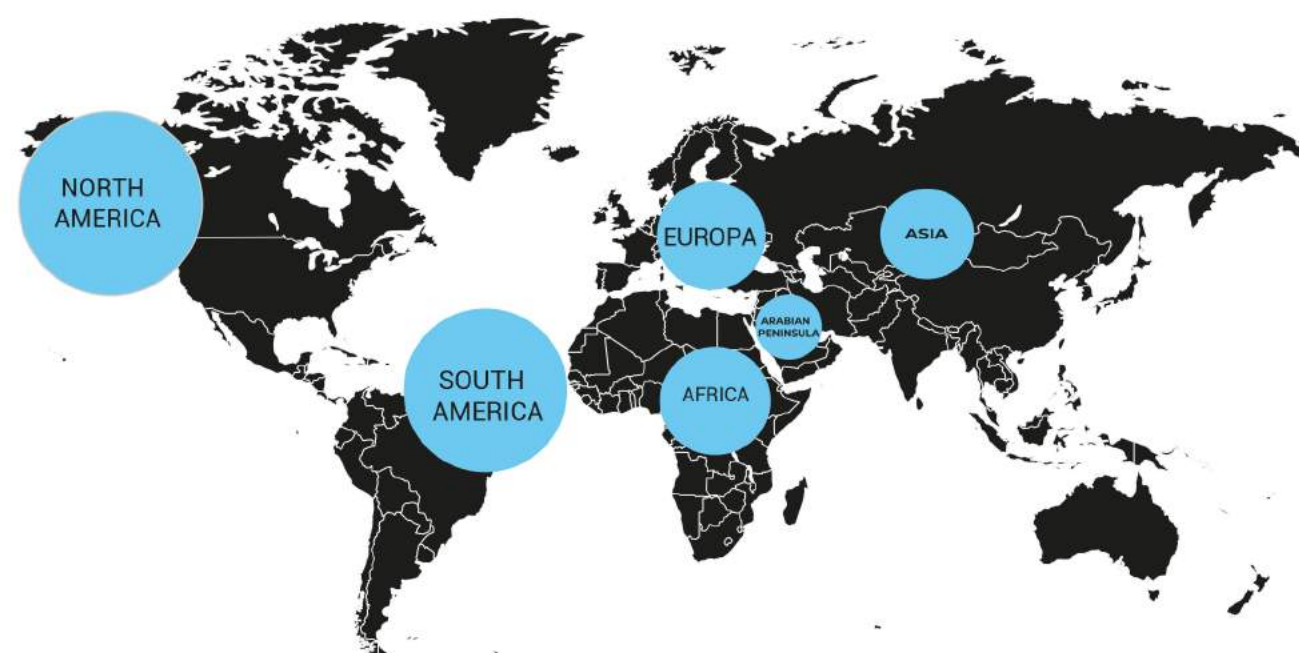 NORTH
AMERICA
EUROPA
ASIA
ARABIAN
PENINSULA
SOUTH
AMERICA
AFRICA